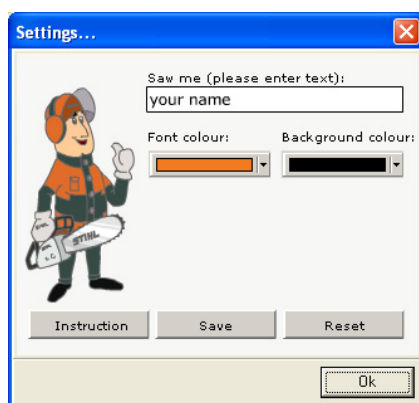 Settings...
Saw me (please enter text):
your name
Font colour:
Background colour:
STIHL
Instruction
Save
Reset
Ok